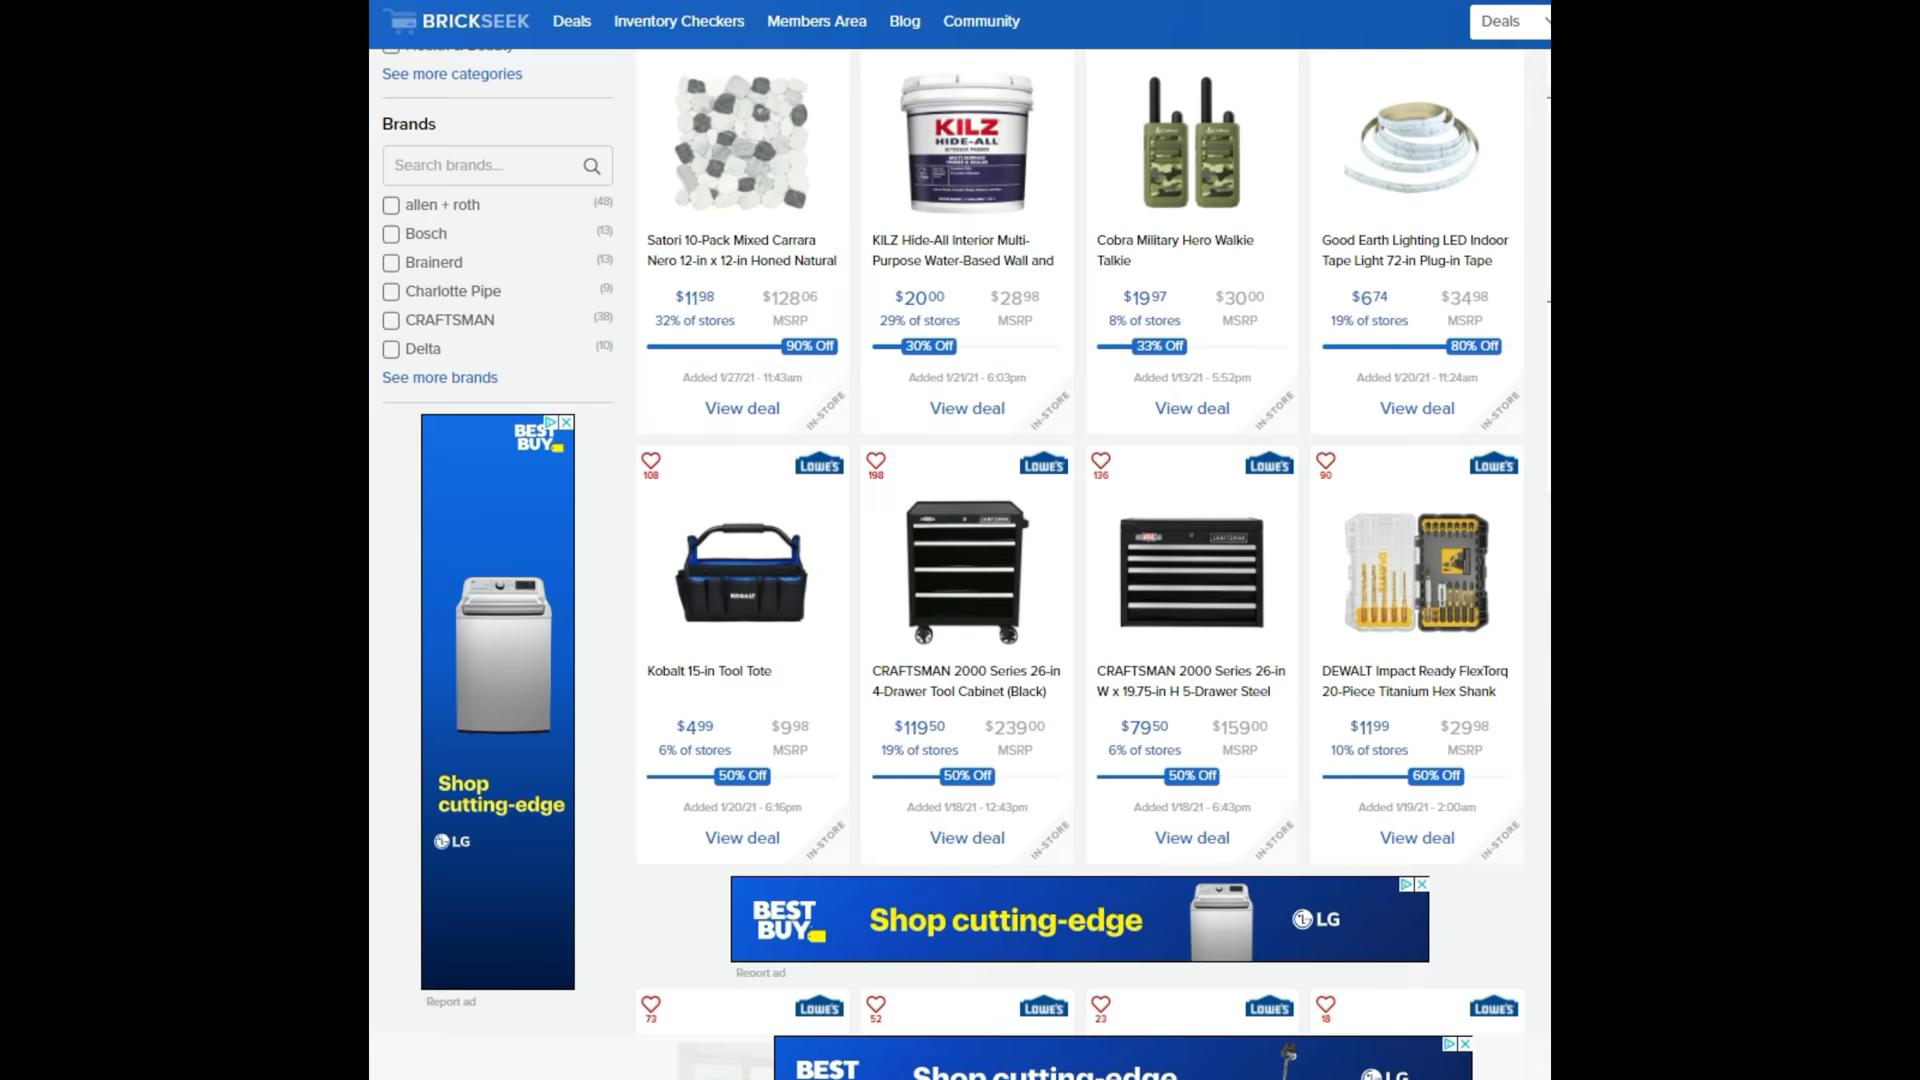 BRICKSEEK Deals Inventory Checkers Members Area Blog Community Deals
Health & Beauty
See more categories
Brands
Search brands...
allen + roth (48)
Bosch (13)
Brainerd (13)
Charlotte Pipe (9)
CRAFTSMAN (38)
Delta (10)
See more brands
BEST
BUY
Shop
cutting-edge
LG
Report ad
KILZ
HIDE-ALL
INTERIOR PRIMER
Satori 10-Pack Mixed Carrara
Nero 12-in x 12-in Honed Natural
$11.98 $128.06
32% of stores MSRP
90% Off
Added 1/27/21 - 11:43am
View deal
IN-STORE
KILZ Hide-All Interior Multi-
Purpose Water-Based Wall and
$20.00 $28.98
29% of stores MSRP
30% Off
Added 1/21/21 - 6:03pm
View deal
IN-STORE
Cobra Military Hero Walkie
Talkie
$19.97 $30.00
8% of stores MSRP
33% Off
Added 1/13/21 - 5:52pm
View deal
IN-STORE
Good Earth Lighting LED Indoor
Tape Light 72-in Plug-in Tape
$6.74 $34.98
19% of stores MSRP
80% Off
Added 1/20/21 - 11:24am
View deal
IN-STORE
108 LOWE'S
KOBALT
Kobalt 15-in Tool Tote
$4.99 $9.98
6% of stores MSRP
50% Off
Added 1/20/21 - 6:16pm
View deal
IN-STORE
198 LOWE'S
CRAFTSMAN
CRAFTSMAN 2000 Series 26-in
4-Drawer Tool Cabinet (Black)
$119.50 $239.00
19% of stores MSRP
50% Off
Added 1/18/21 - 12:43pm
View deal
IN-STORE
136 LOWE'S
CRAFTSMAN
CRAFTSMAN 2000 Series 26-in
W x 19.75-in H 5-Drawer Steel
$79.50 $159.00
6% of stores MSRP
50% Off
Added 1/18/21 - 6:43pm
View deal
IN-STORE
90 LOWE'S
DEWALT
DEWALT Impact Ready FlexTorq
20-Piece Titanium Hex Shank
$11.99 $29.98
10% of stores MSRP
60% Off
Added 1/19/21 - 2:00am
View deal
IN-STORE
BEST
BUY Shop cutting-edge LG
Report ad
73 LOWE'S 52 LOWE'S 23 LOWE'S 18 LOWE'S
BEST Shop cutting-edge LG